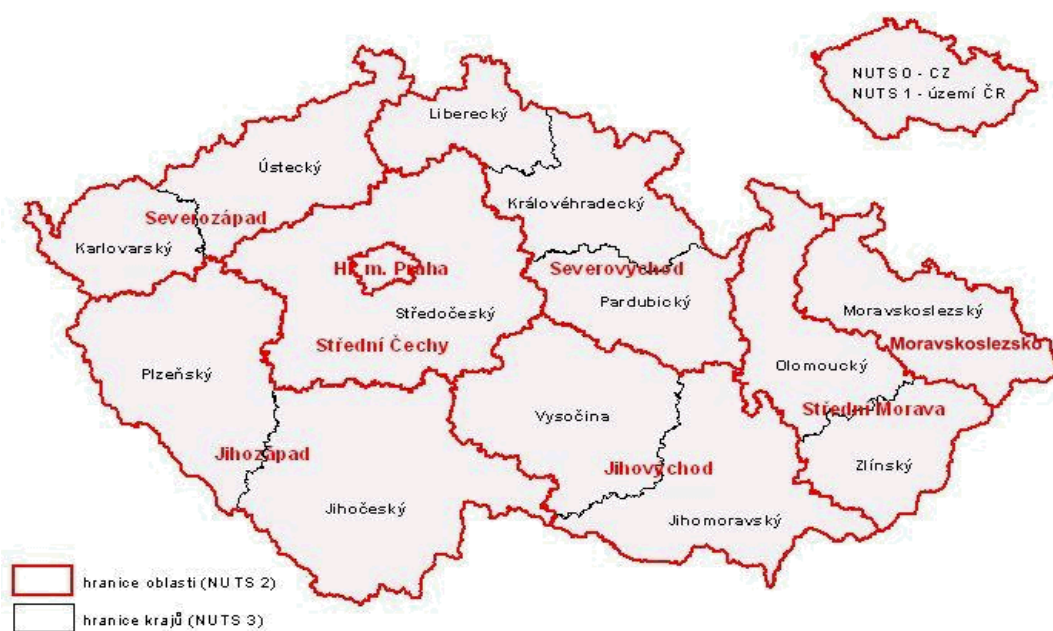 NUTS 0 - CZ
NUTS 1 - území ČR
Liberecký
Ústecký
Královéhradecký
Severozápad
Karlovarský
Hl. m. Praha
Severovýchod
Pardubický
Středočeský
Moravskoslezský
Střední Čechy
Moravskoslezsko
Plzeňský
Olomoucký
Střední Morava
Vysočina
Jihozápad
Jihovýchod
Zlínský
Jihočeský
Jihomoravský
hranice oblastí (NUTS 2)
hranice krajů (NUTS 3)